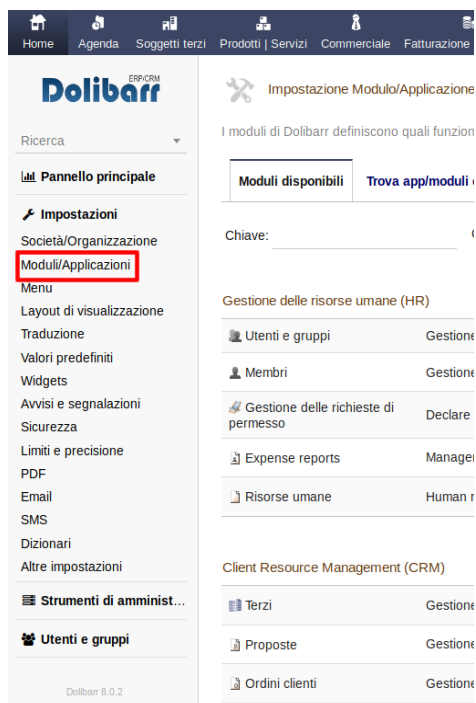 Home Agenda Soggetti terzi Prodotti | Servizi Commerciale Fatturazione
Dolibarr ERP/CRM
Ricerca
Pannello principale
Impostazioni
Società/Organizzazione
Moduli/Applicazioni
Menu
Layout di visualizzazione
Traduzione
Valori predefiniti
Widgets
Avvisi e segnalazioni
Sicurezza
Limiti e precisione
PDF
Email
SMS
Dizionari
Altre impostazioni
Strumenti di amminist...
Utenti e gruppi
Dolibarr 8.0.2
Impostazione Modulo/Applicazione
I moduli di Dolibarr definiscono quali funzion
Moduli disponibili Trova app/moduli
Chiave:
Gestione delle risorse umane (HR)
Utenti e gruppi Gestione
Membri Gestione
Gestione delle richieste di
permesso Declare
Expense reports Manage
Risorse umane Human
Client Resource Management (CRM)
Terzi Gestione
Proposte Gestione
Ordini clienti Gestione